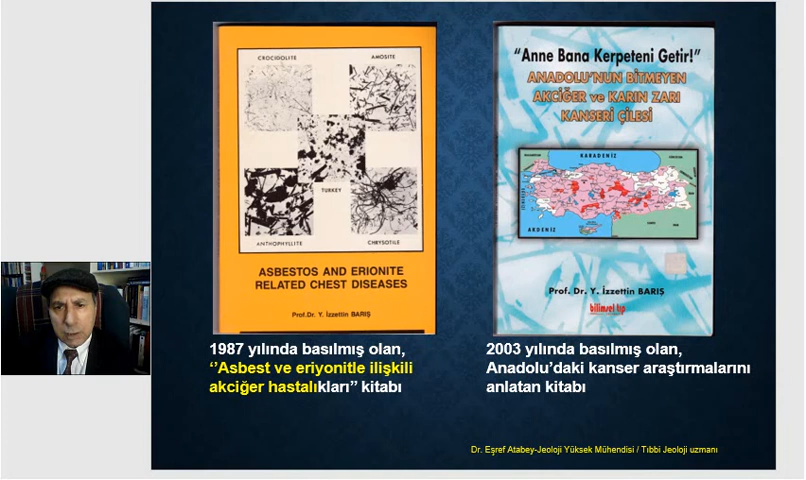 CROCIDOLITE
AMOSITE
TURKEY
ANTHOPHYLLITE
CHRYSOTILE
ASBESTOS AND ERIONITE
RELATED CHEST DISEASES
Prof.Dr. Y. İzzettin BARIŞ
"Anne Bana Kerpeteni Getir!"
ANADOLU'NUN BİTMEYEN
AKCİĞER ve KARIN ZARI
KANSERİ ÇİLESİ
KARADENİZ
AKDENİZ
Prof. Dr. Y. İzzettin BARIŞ
bilimsel tıp
1987 yılında basılmış olan,
‘’Asbest ve eriyonitle ilişkili
akciğer hastalıkları” kitabı
2003 yılında basılmış olan,
Anadolu’daki kanser araştırmalarını
anlatan kitabı
Dr. Eşref Atabey-Jeoloji Yüksek Mühendisi / Tıbbi Jeoloji uzmanı